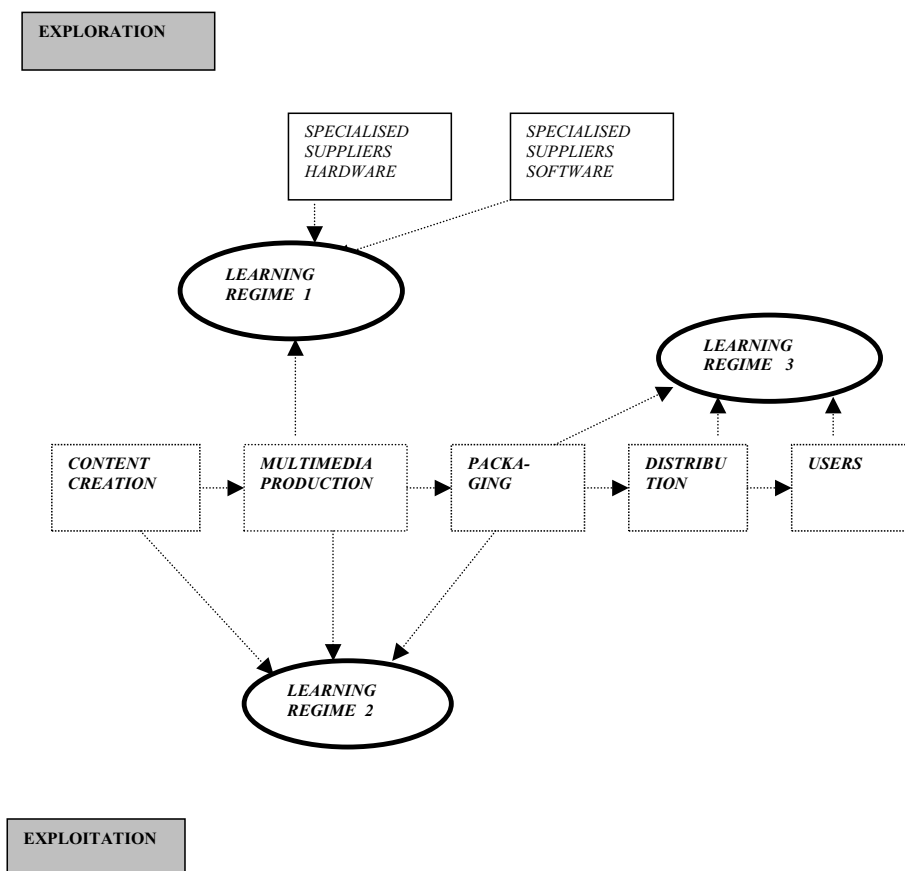 EXPLORATION
SPECIALISED
SUPPLIERS
HARDWARE
SPECIALISED
SUPPLIERS
SOFTWARE
LEARNING
REGIME 1
LEARNING
REGIME 3
CONTENT
CREATION
MULTIMEDIA
PRODUCTION
PACKA-
GING
DISTRIBU
TION
USERS
LEARNING
REGIME 2
EXPLOITATION